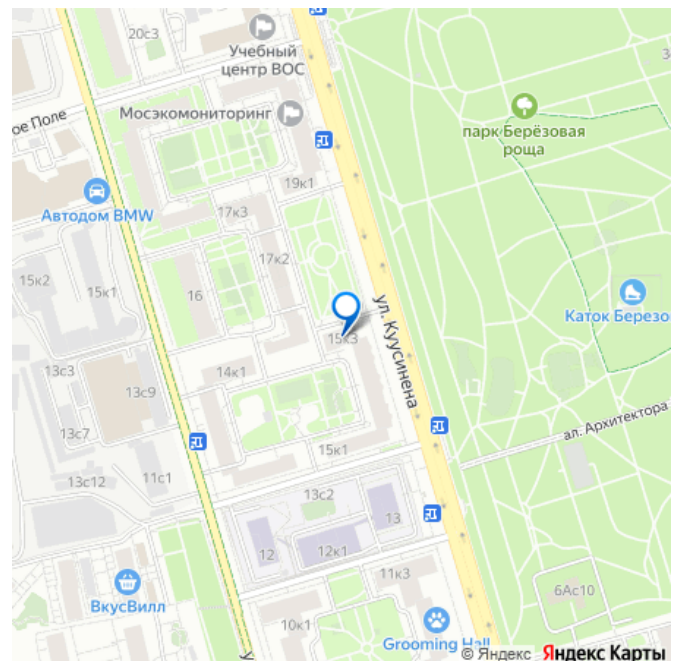 20с3
Учебный
центр ВОС
ое Поле
Мосэкомониторинг
парк Берёзовая
роща
19к1
Автодом BMW
17к3
17к2
15к2
15к1
16
ул. Куусинена
Каток Березо
15к3
13с3
14к1
13с9
13с7
ал. Архитектора
15к1
13с12
11с1
13с2
13
12
12к1
11к3
6Ас10
ВкусВилл
10к1
Grooming Hall
© Яндекс Яндекс Карты